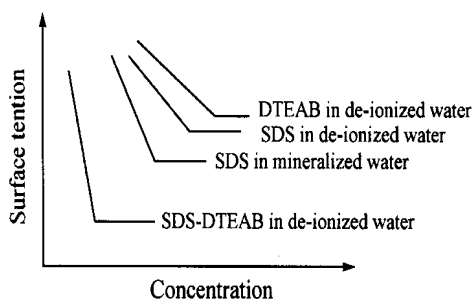 Surface tention
DTEAB in de-ionized water
SDS in de-ionized water
SDS in mineralized water
SDS-DTEAB in de-ionized water
Concentration